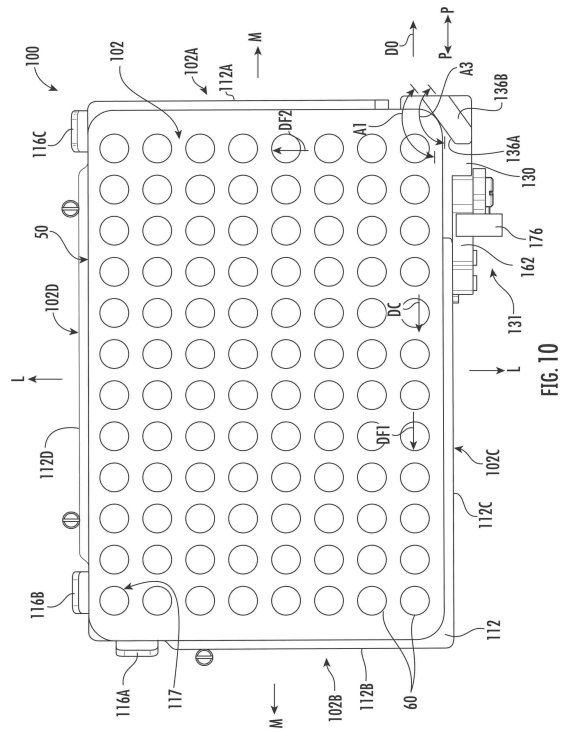 100
102
102A
112A
M
116C
50
102D
L
112D
116B
116A
117
M
102B
112B
60
112
112C
102C
DF1
DC
DF2
L
131
162
176
130
136A
136B
A3
A1
DO
P
P
FIG. 10